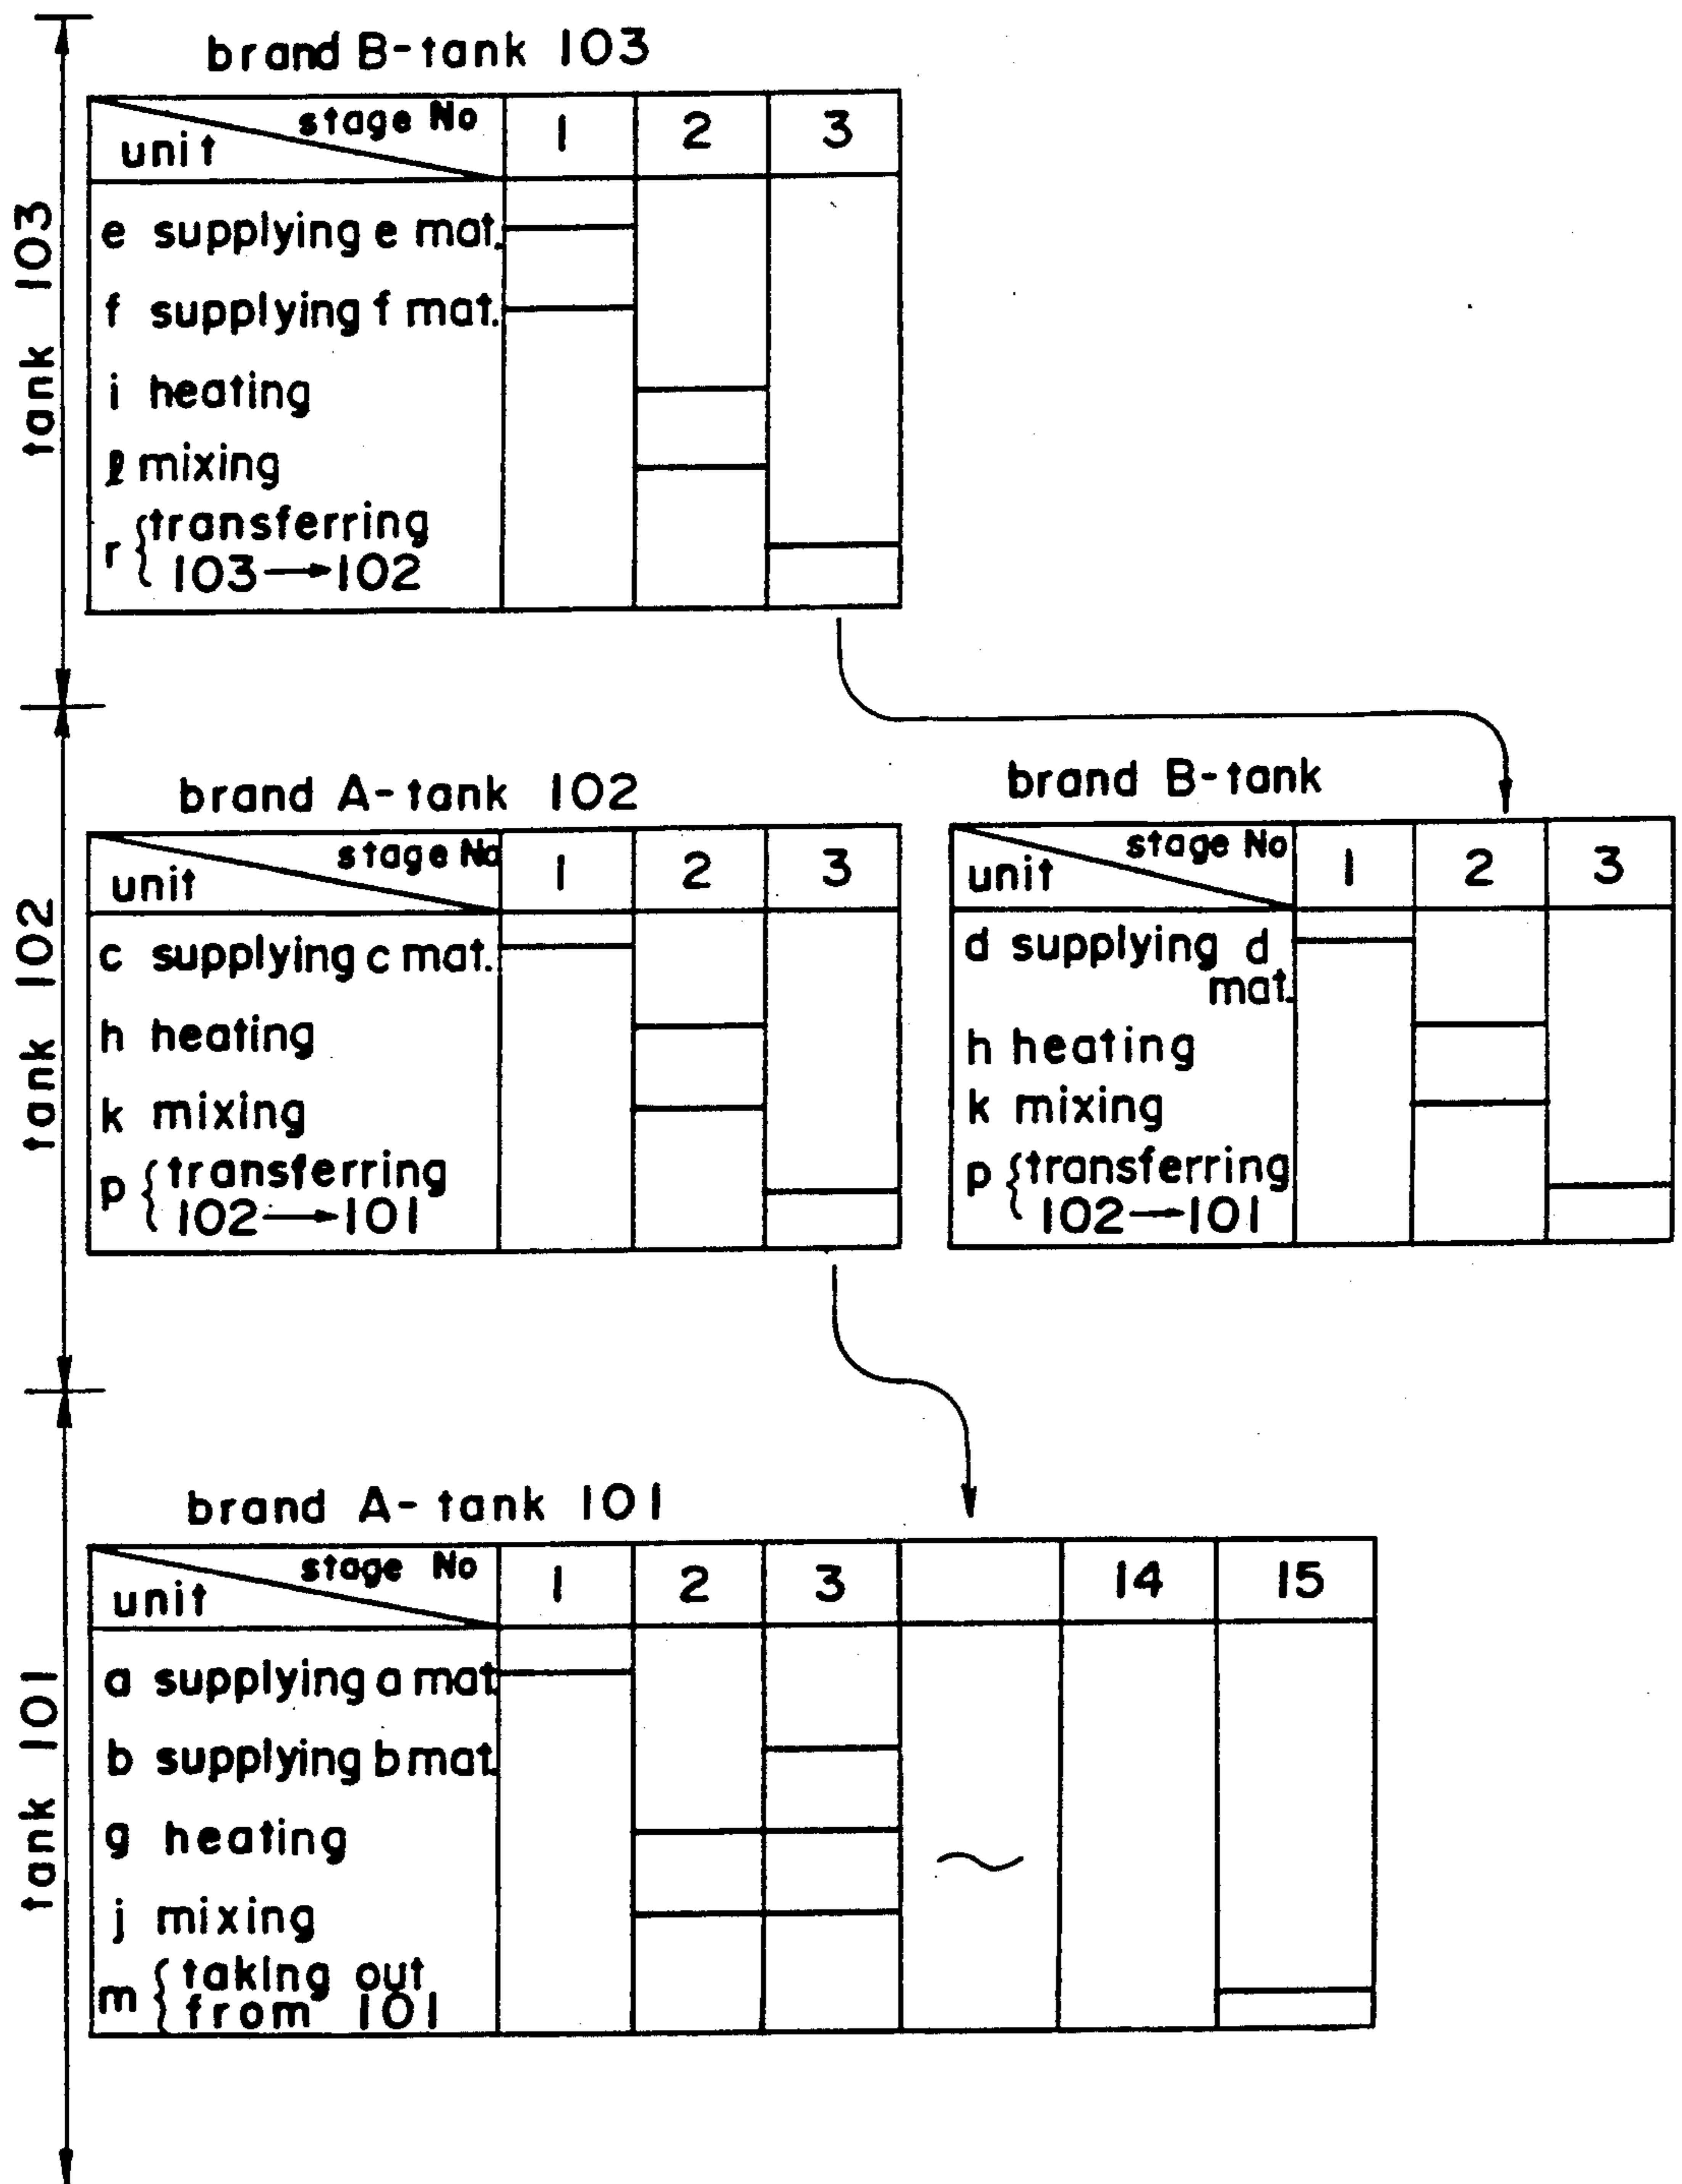 brand B-tank 103
stage No
unit
1
2
3
e supplying e mat.
f supplying f mat.
i heating
ℓ mixing
r { transferring
103→102
tank 103
brand A-tank 102
stage No
unit
1
2
3
c supplying c mat.
h heating
k mixing
p { transferring
102→101
brand B-tank
stage No
unit
1
2
3
d supplying d
mat.
h heating
k mixing
p { transferring
102→101
tank 102
brand A-tank 101
stage No
unit
1
2
3
14
15
a supplying a mat
b supplying b mat.
g heating
j mixing
m { taking out
from 101
tank 101